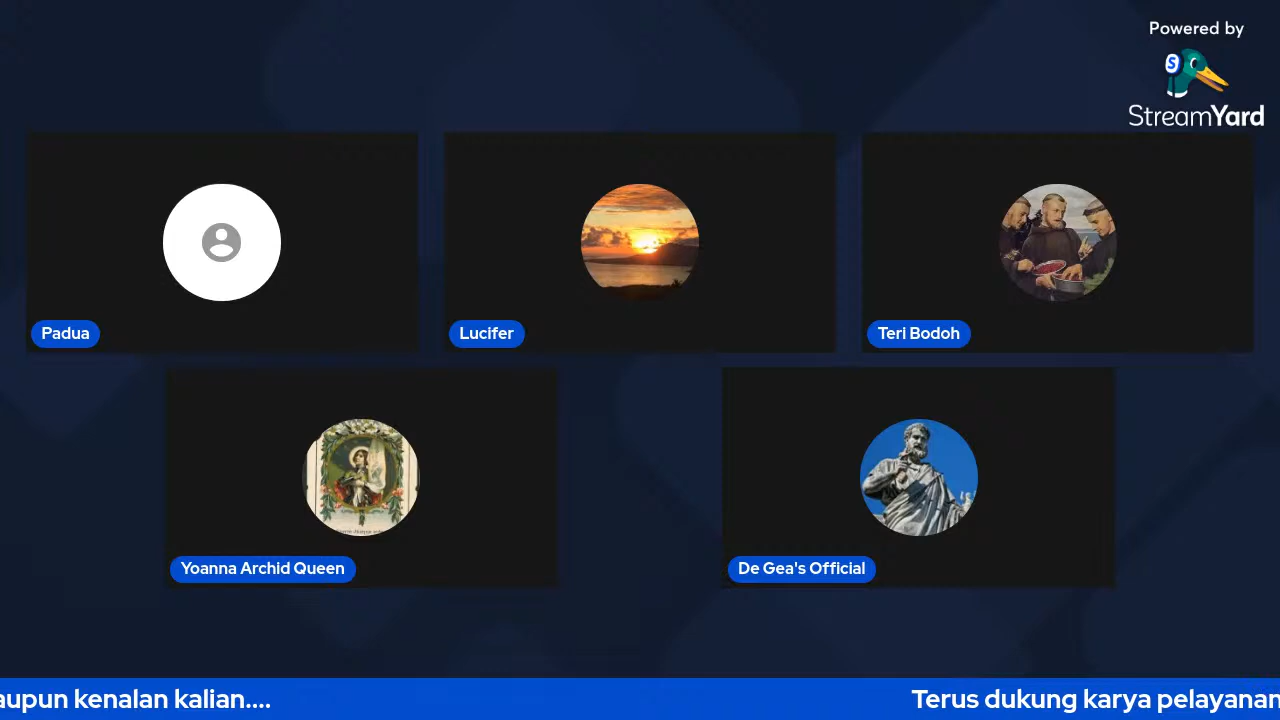 Powered by
StreamYard
Padua
Lucifer
Teri Bodoh
Yoanna Archid Queen
De Gea's Official
aupun kenalan kalian....
Terus dukung karya pelayanan